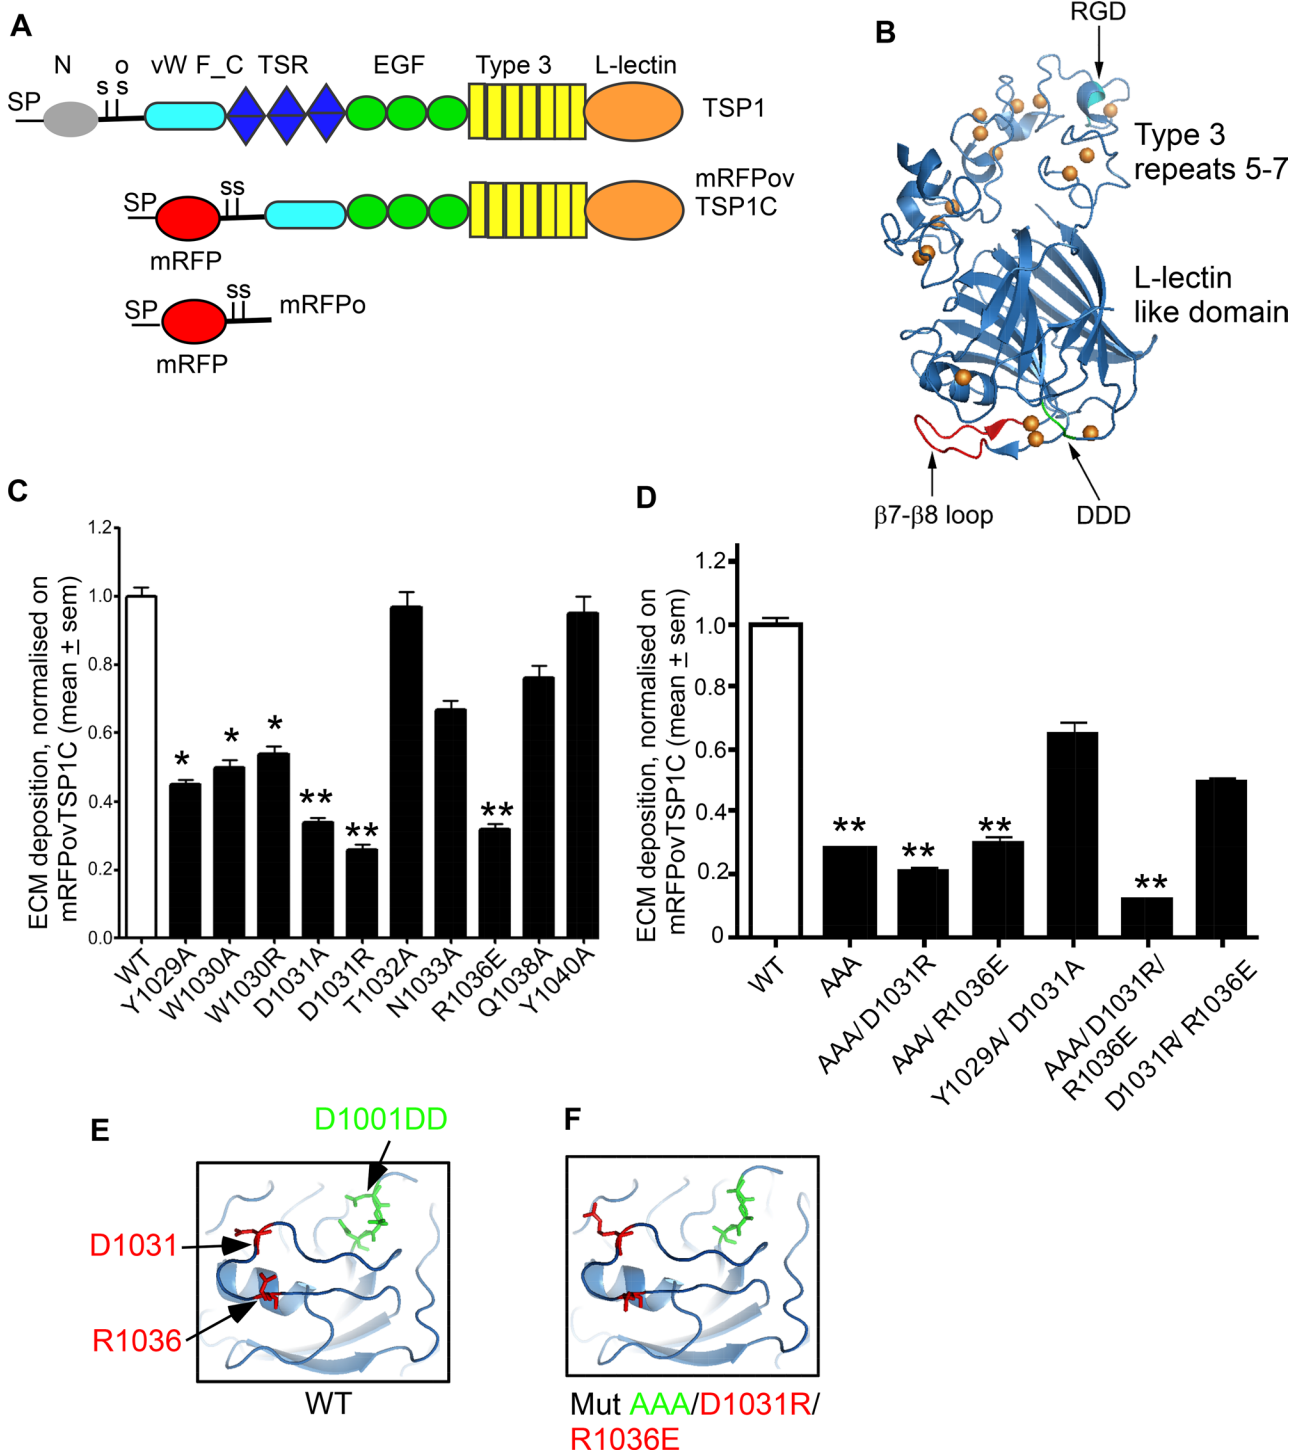 A
N o vW F_C TSR EGF Type 3 L-lectin
SP s s TSP1
SP ss mRFPov
TSP1C
mRFP
SP ss mRFPo
mRFP
B
RGD
Type 3
repeats 5-7
L-lectin
like domain
β7-β8 loop
DDD
C
ECM deposition, normalised on
mRFPovTSP1C (mean ± sem)
1.2
1.0
0.8
0.6
0.4
0.2
0.0
* * * ** ** **
WT
Y1029A
W1030A
W1030R
D1031A
D1031R
T1032A
N1033A
R1036E
Q1038A
Y1040A
D
ECM deposition, normalised on
mRFPovTSP1C (mean ± sem)
1.2
1.0
0.8
0.6
0.4
0.2
0
** ** ** **
WT
AAA
AAA/ D1031R
AAA/ R1036E
Y1029A/ D1031A
AAA/ D1031R/
R1036E
D1031R/ R1036E
E
D1001DD
D1031
R1036
WT
F
Mut AAA/D1031R/
R1036E